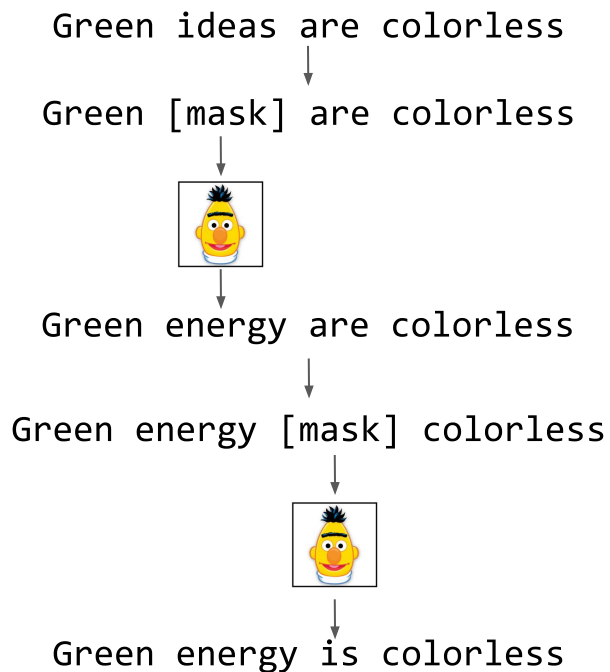 Green ideas are colorless
Green [mask] are colorless
Green energy are colorless
Green energy [mask] colorless
Green energy is colorless